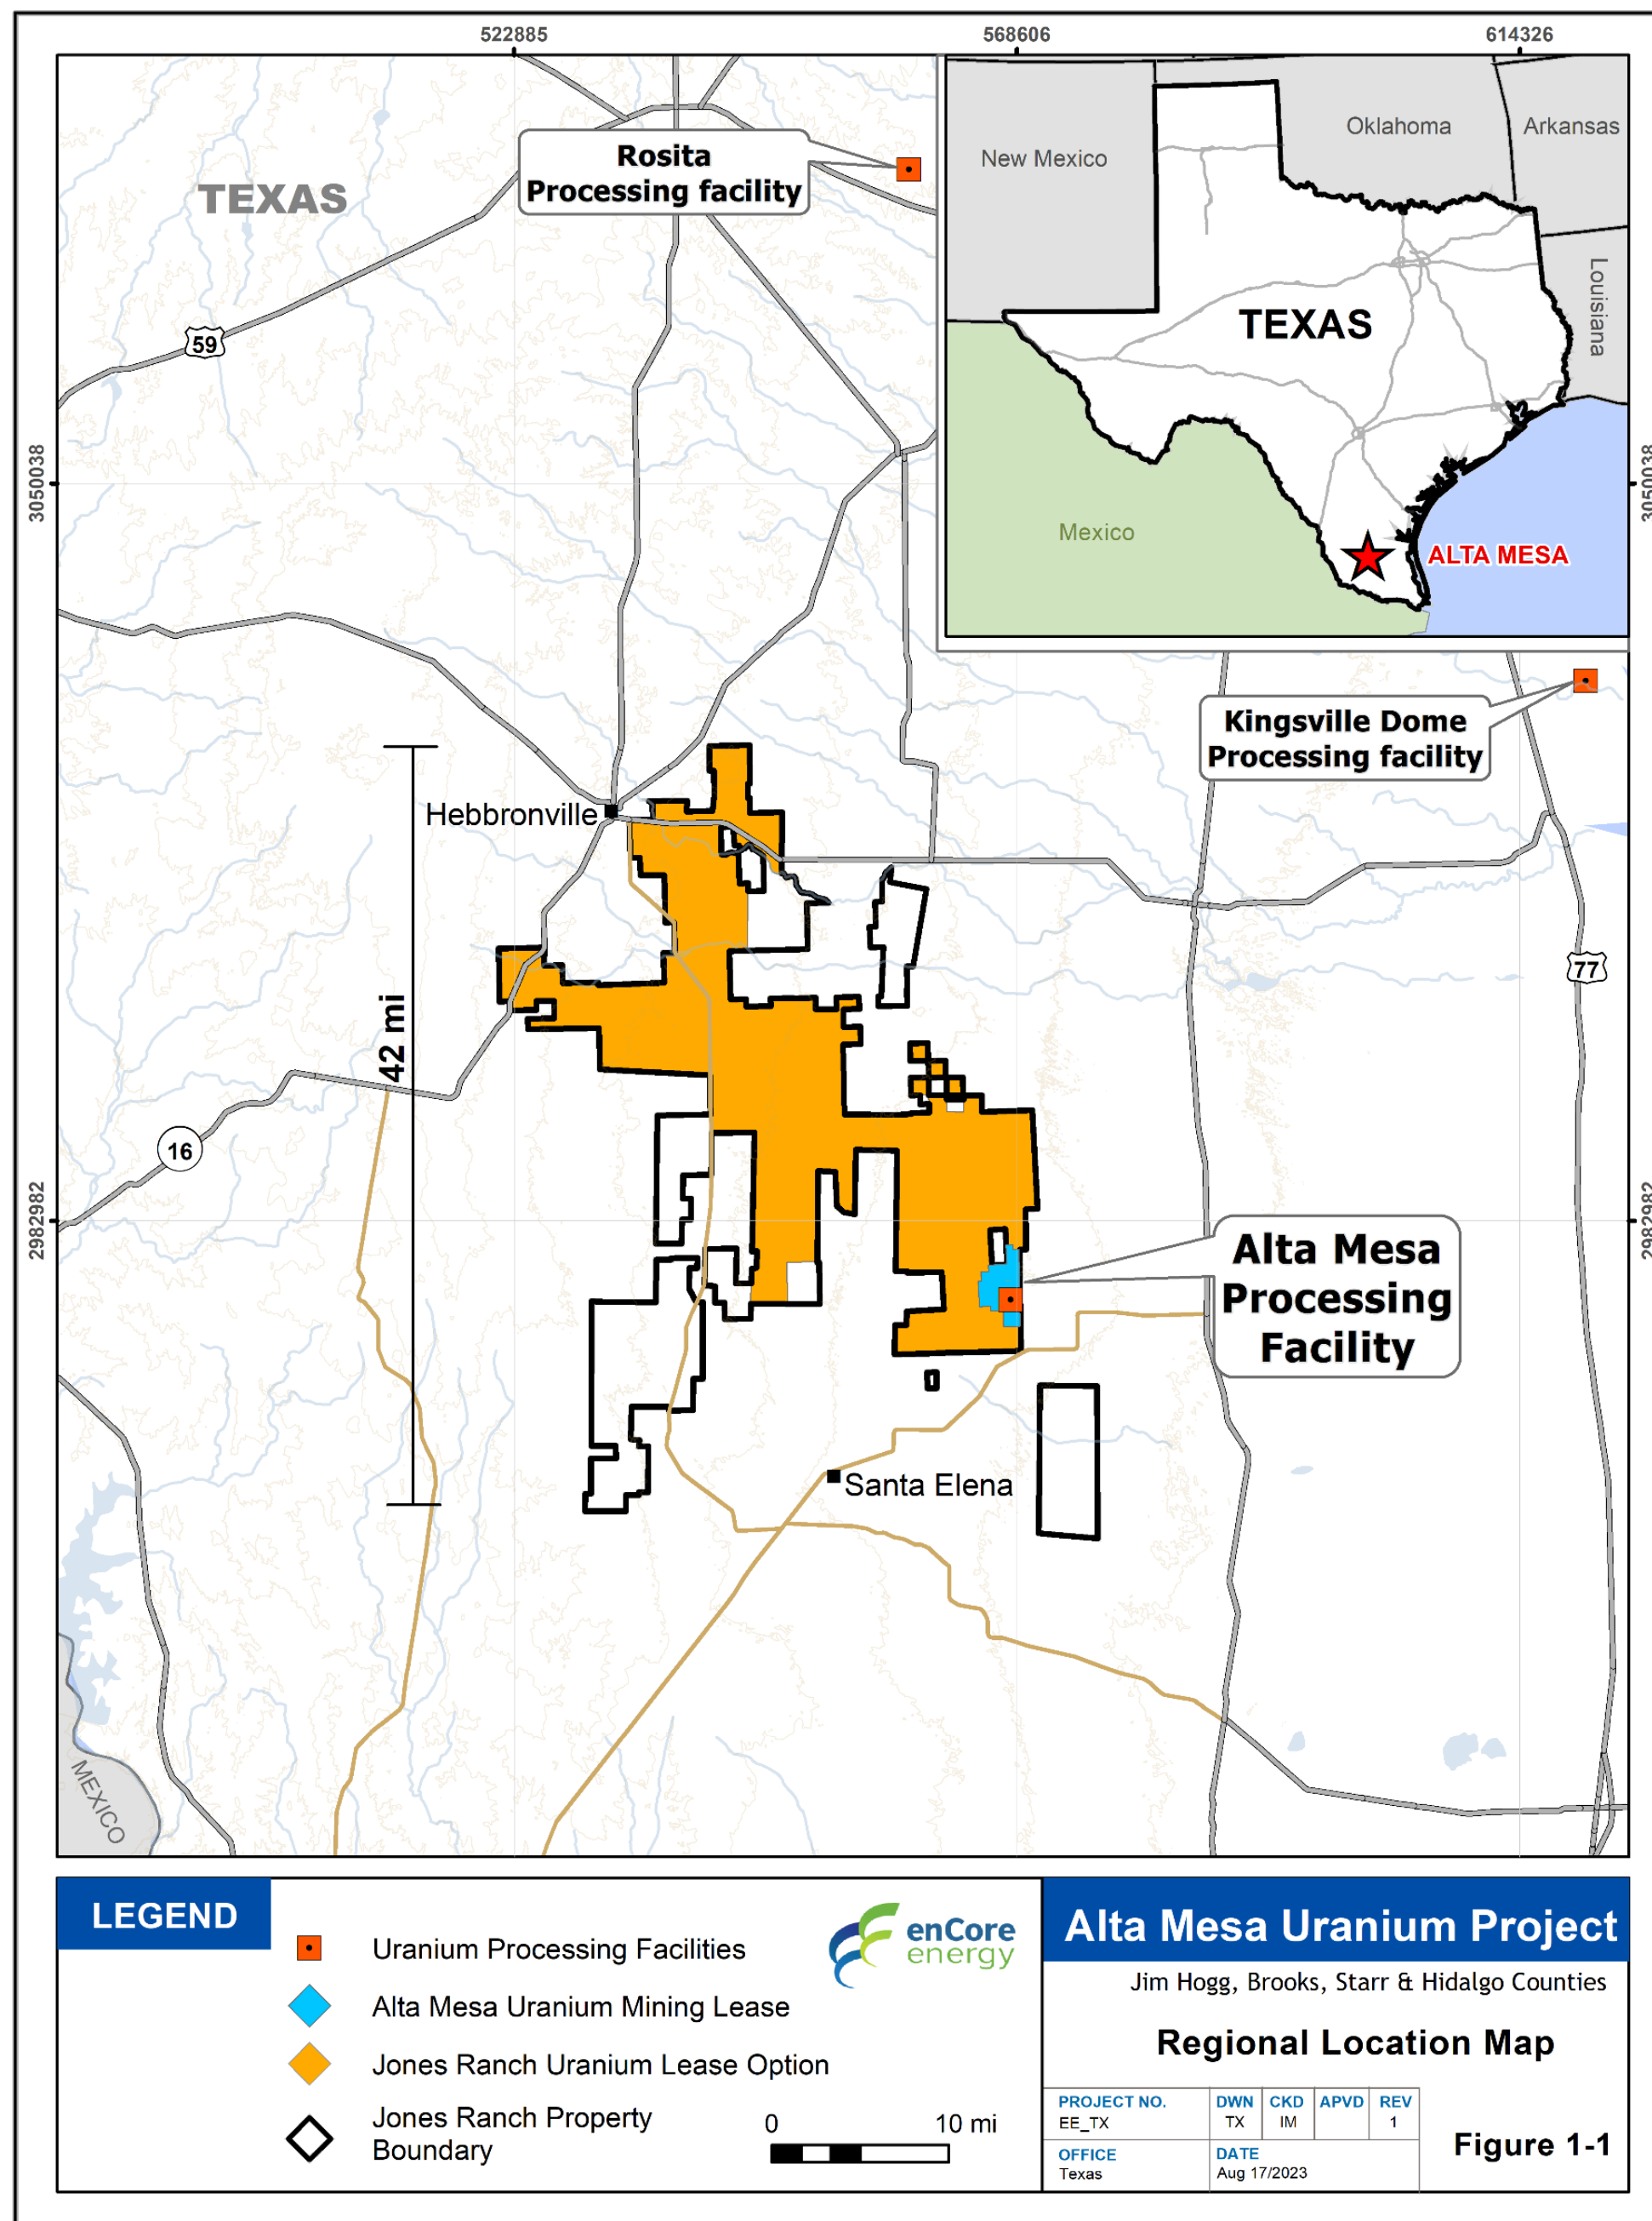 522885
568606
614326
3050038
3050038
2982982
2982982
TEXAS
Rosita
Processing facility
59
New Mexico
Oklahoma
Arkansas
Louisiana
TEXAS
Mexico
ALTA MESA
Kingsville Dome
Processing facility
Hebbronville
42 mi
77
16
Alta Mesa
Processing
Facility
Santa Elena
MEXICO
LEGEND
Uranium Processing Facilities
Alta Mesa Uranium Mining Lease
Jones Ranch Uranium Lease Option
Jones Ranch Property
Boundary
enCore
energy
0 10 mi
Alta Mesa Uranium Project
Jim Hogg, Brooks, Starr & Hidalgo Counties
Regional Location Map
PROJECT NO. DWN CKD APVD REV
EE_TX TX IM 1
OFFICE DATE
Texas Aug 17/2023
Figure 1-1